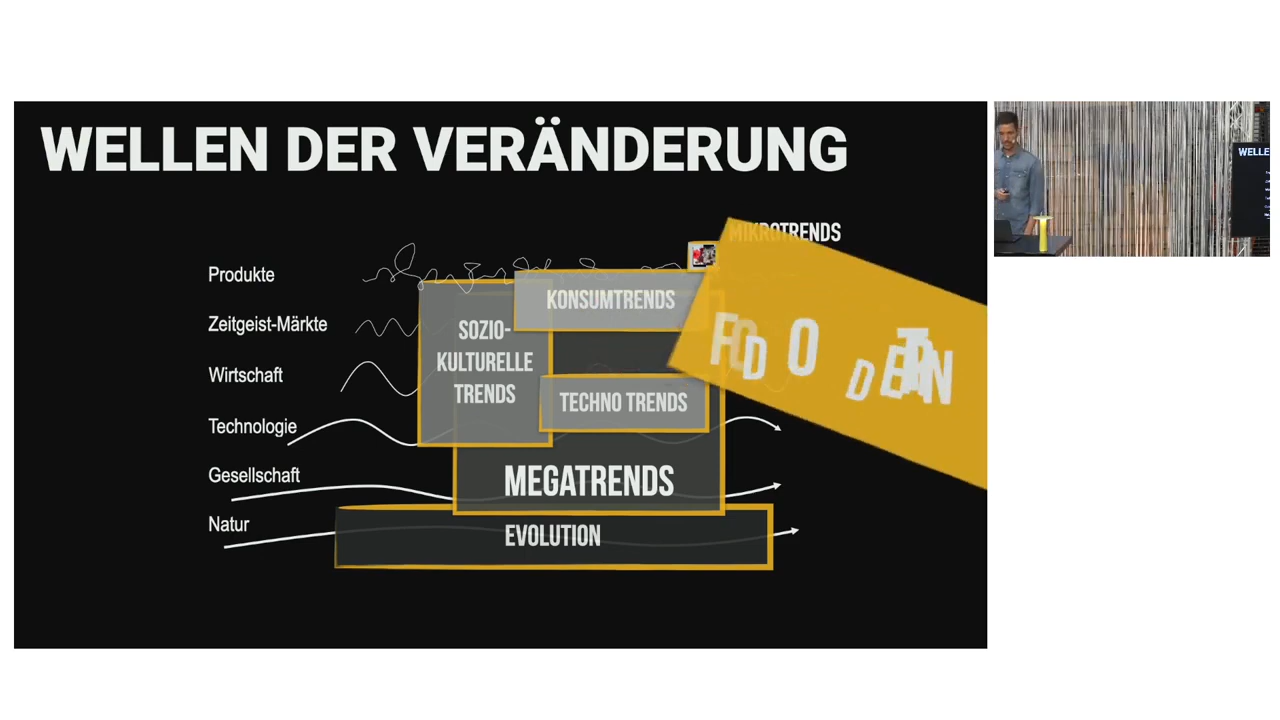 WELLEN DER VERÄNDERUNG
MIKROTRENDS
Produkte
KONSUMTRENDS
Zeitgeist-Märkte
SOZIO-
KULTURELLE
TRENDS
Wirtschaft
TECHNO TRENDS
Technologie
Gesellschaft
MEGATRENDS
Natur
EVOLUTION
WELLE